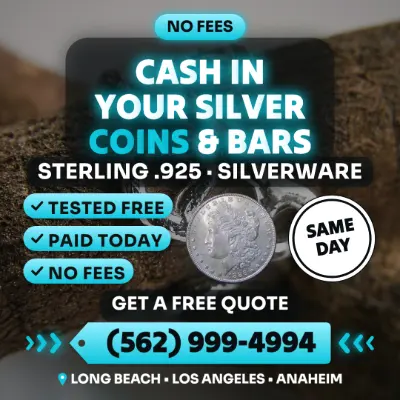 NO FEES
CASH IN
YOUR SILVER
COINS & BARS
STERLING .925 · SILVERWARE
TESTED FREE
PAID TODAY
NO FEES
SAME
DAY
GET A FREE QUOTE
(562) 999-4994
LONG BEACH • LOS ANGELES • ANAHEIM